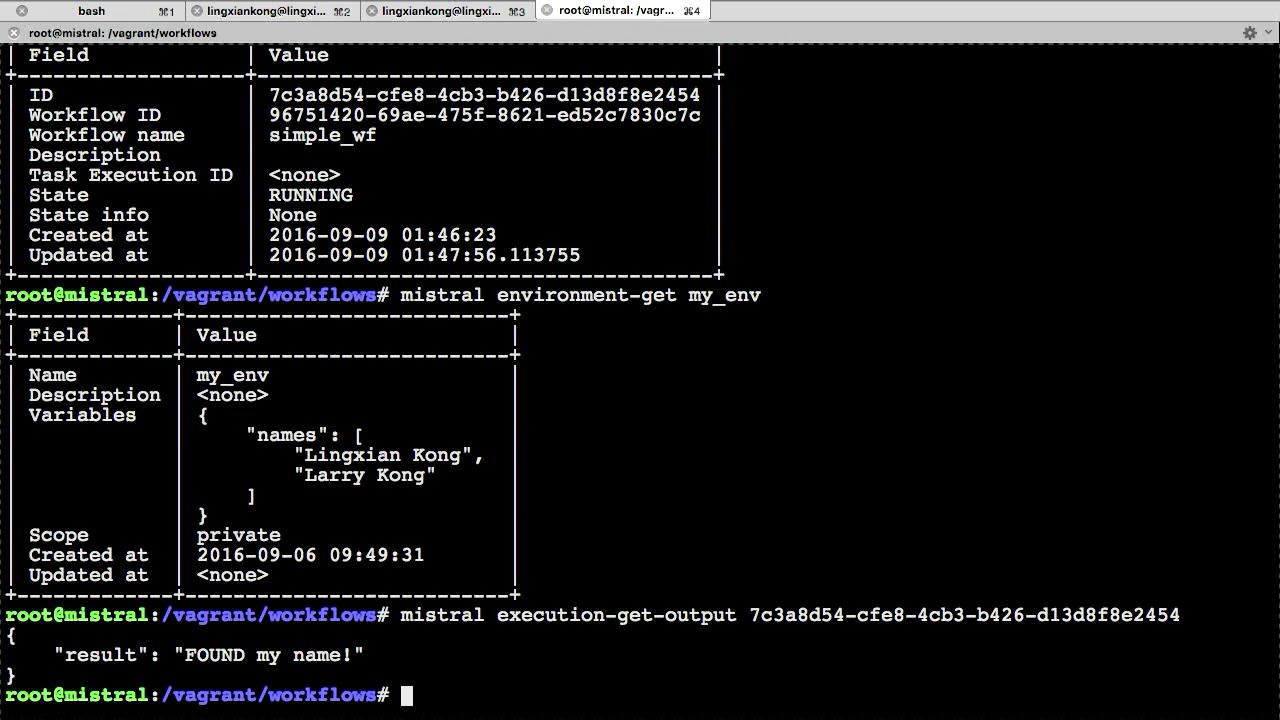 bash ⌘1 lingxiankong@lingxi... ⌘2 lingxiankong@lingxi... ⌘3 root@mistral: /vagr... ⌘4
root@mistral: /vagrant/workflows
| Field | Value |
+-------------------+--------------------------------------+
| ID | 7c3a8d54-cfe8-4cb3-b426-d13d8f8e2454 |
| Workflow ID | 96751420-69ae-475f-8621-ed52c7830c7c |
| Workflow name | simple_wf |
| Description | |
| Task Execution ID | <none> |
| State | RUNNING |
| State info | None |
| Created at | 2016-09-09 01:46:23 |
| Updated at | 2016-09-09 01:47:56.113755 |
+-------------------+--------------------------------------+
root@mistral:/vagrant/workflows# mistral environment-get my_env
+-------------+---------------------------+
| Field | Value |
+-------------+---------------------------+
| Name | my_env |
| Description | <none> |
| Variables | { |
| | "names": [ |
| | "Lingxian Kong", |
| | "Larry Kong" |
| | ] |
| | } |
| Scope | private |
| Created at | 2016-09-06 09:49:31 |
| Updated at | <none> |
+-------------+---------------------------+
root@mistral:/vagrant/workflows# mistral execution-get-output 7c3a8d54-cfe8-4cb3-b426-d13d8f8e2454
{
"result": "FOUND my name!"
}
root@mistral:/vagrant/workflows#